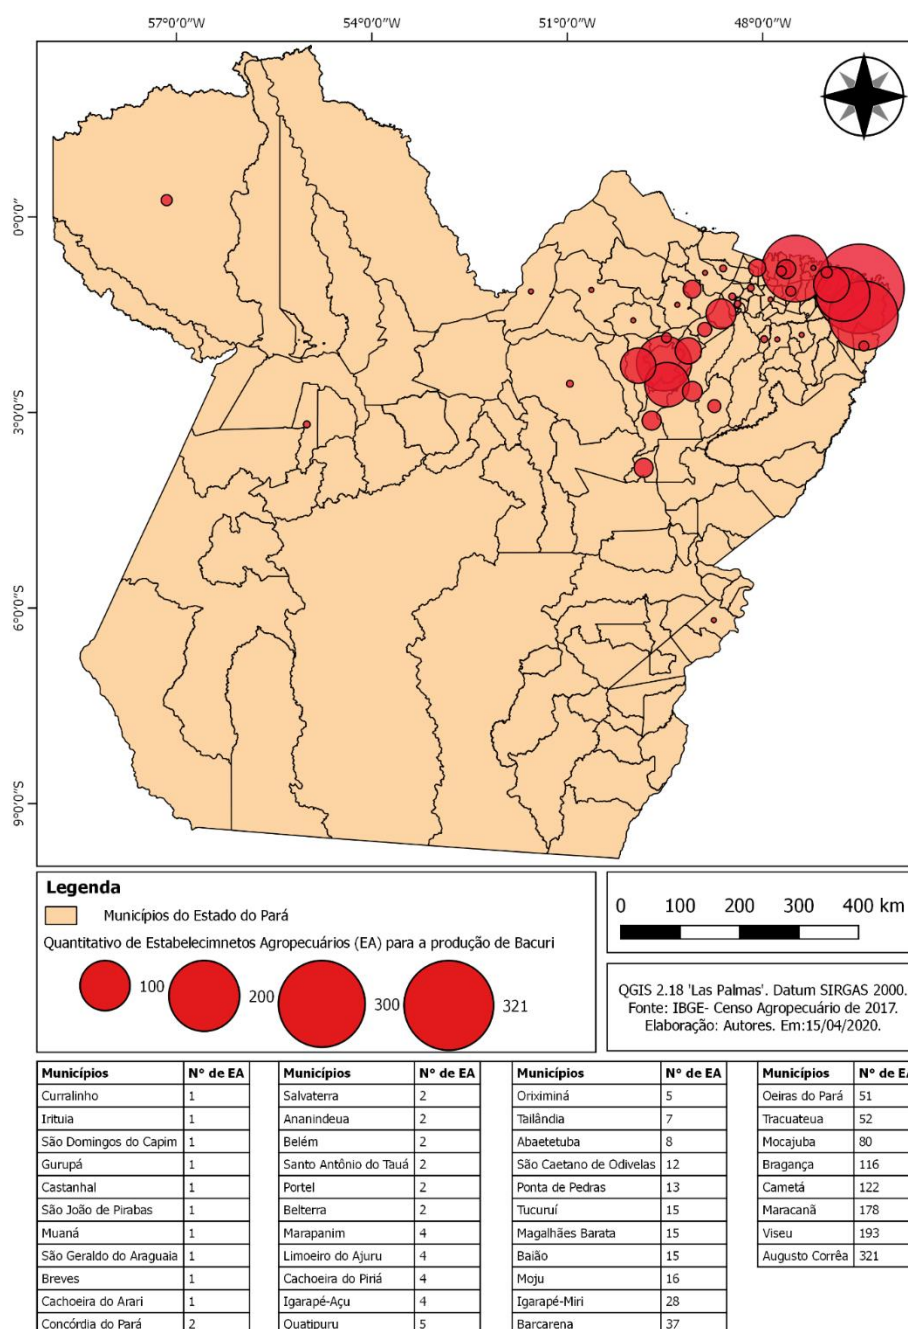 57°0'0"W 54°0'0"W 51°0'0"W 48°0'0"W
0°0'0"
3°0'0"S
6°0'0"S
9°0'0"S
Legenda
Municípios do Estado do Pará
Quantitativo de Estabelecimnetos Agropecuários (EA) para a produção de Bacuri
100 200 300 321
0 100 200 300 400 km
QGIS 2.18 'Las Palmas'. Datum SIRGAS 2000.
Fonte: IBGE- Censo Agropecuário de 2017.
Elaboração: Autores. Em:15/04/2020.
Municípios N° de EA
Curralinho 1
Irituia 1
São Domingos do Capim 1
Gurupá 1
Castanhal 1
São João de Pirabas 1
Muaná 1
São Geraldo do Araguaia 1
Breves 1
Cachoeira do Arari 1
Concórdia do Pará 2
Municípios N° de EA
Salvaterra 2
Ananindeua 2
Belém 2
Santo Antônio do Tauá 2
Portel 2
Belterra 2
Marapanim 4
Limoeiro do Ajuru 4
Cachoeira do Piriá 4
Igarapé-Açu 4
Quatipuru 5
Municípios N° de EA
Oriximiná 5
Tailândia 7
Abaetetuba 8
São Caetano de Odivelas 12
Ponta de Pedras 13
Tucuruí 15
Magalhães Barata 15
Baião 15
Moju 16
Igarapé-Miri 28
Barcarena 37
Municípios N° de EA
Oeiras do Pará 51
Tracuateua 52
Mocajuba 80
Bragança 116
Cametá 122
Maracanã 178
Viseu 193
Augusto Corrêa 321